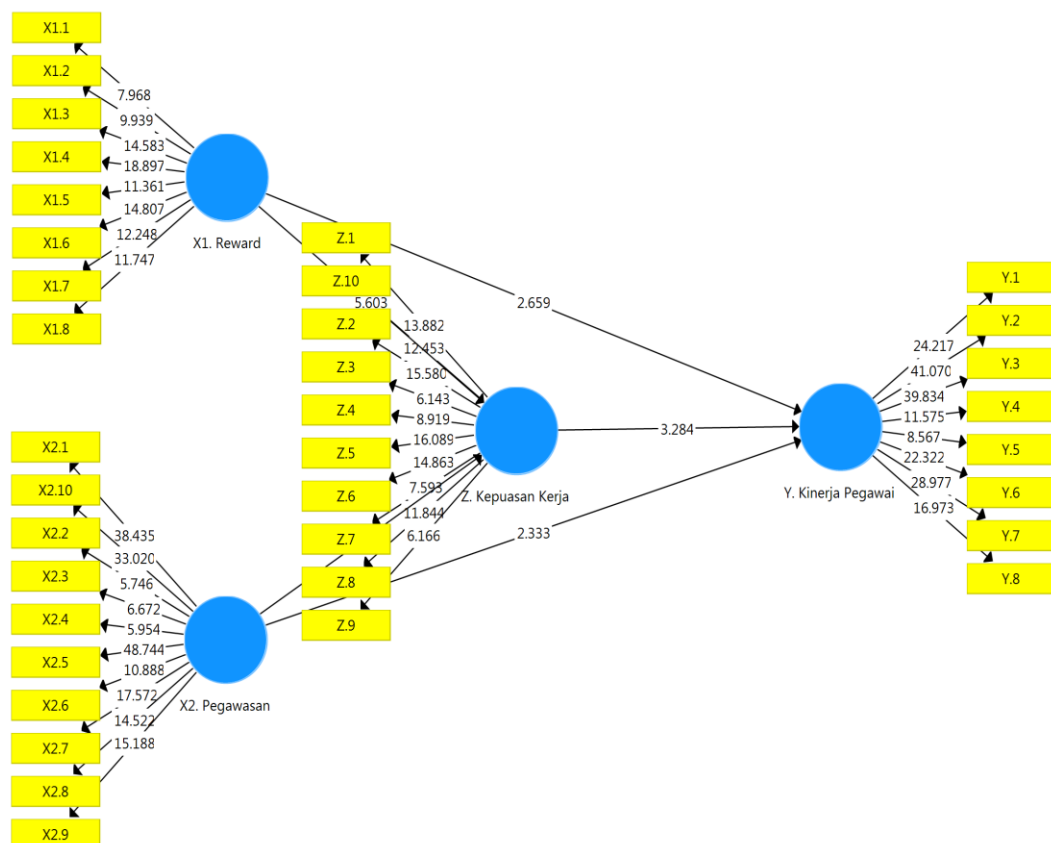 X1.1
X1.2
X1.3
X1.4
X1.5
X1.6
X1.7
X1.8
7.968
9.939
14.583
18.897
11.361
14.807
12.248
11.747
X1. Reward
X2.1
X2.10
X2.2
X2.3
X2.4
X2.5
X2.6
X2.7
X2.8
X2.9
38.435
33.020
5.746
6.672
5.954
48.744
10.888
17.572
14.522
15.188
X2. Pegawasan
Z.1
Z.10
Z.2
Z.3
Z.4
Z.5
Z.6
Z.7
Z.8
Z.9
5.603
13.882
12.453
15.580
6.143
8.919
16.089
14.863
7.593
11.844
6.166
Z. Kepuasan Kerja
2.659
3.284
2.333
Y. Kinerja Pegawai
24.217
41.070
39.834
11.575
8.567
22.322
28.977
16.973
Y.1
Y.2
Y.3
Y.4
Y.5
Y.6
Y.7
Y.8